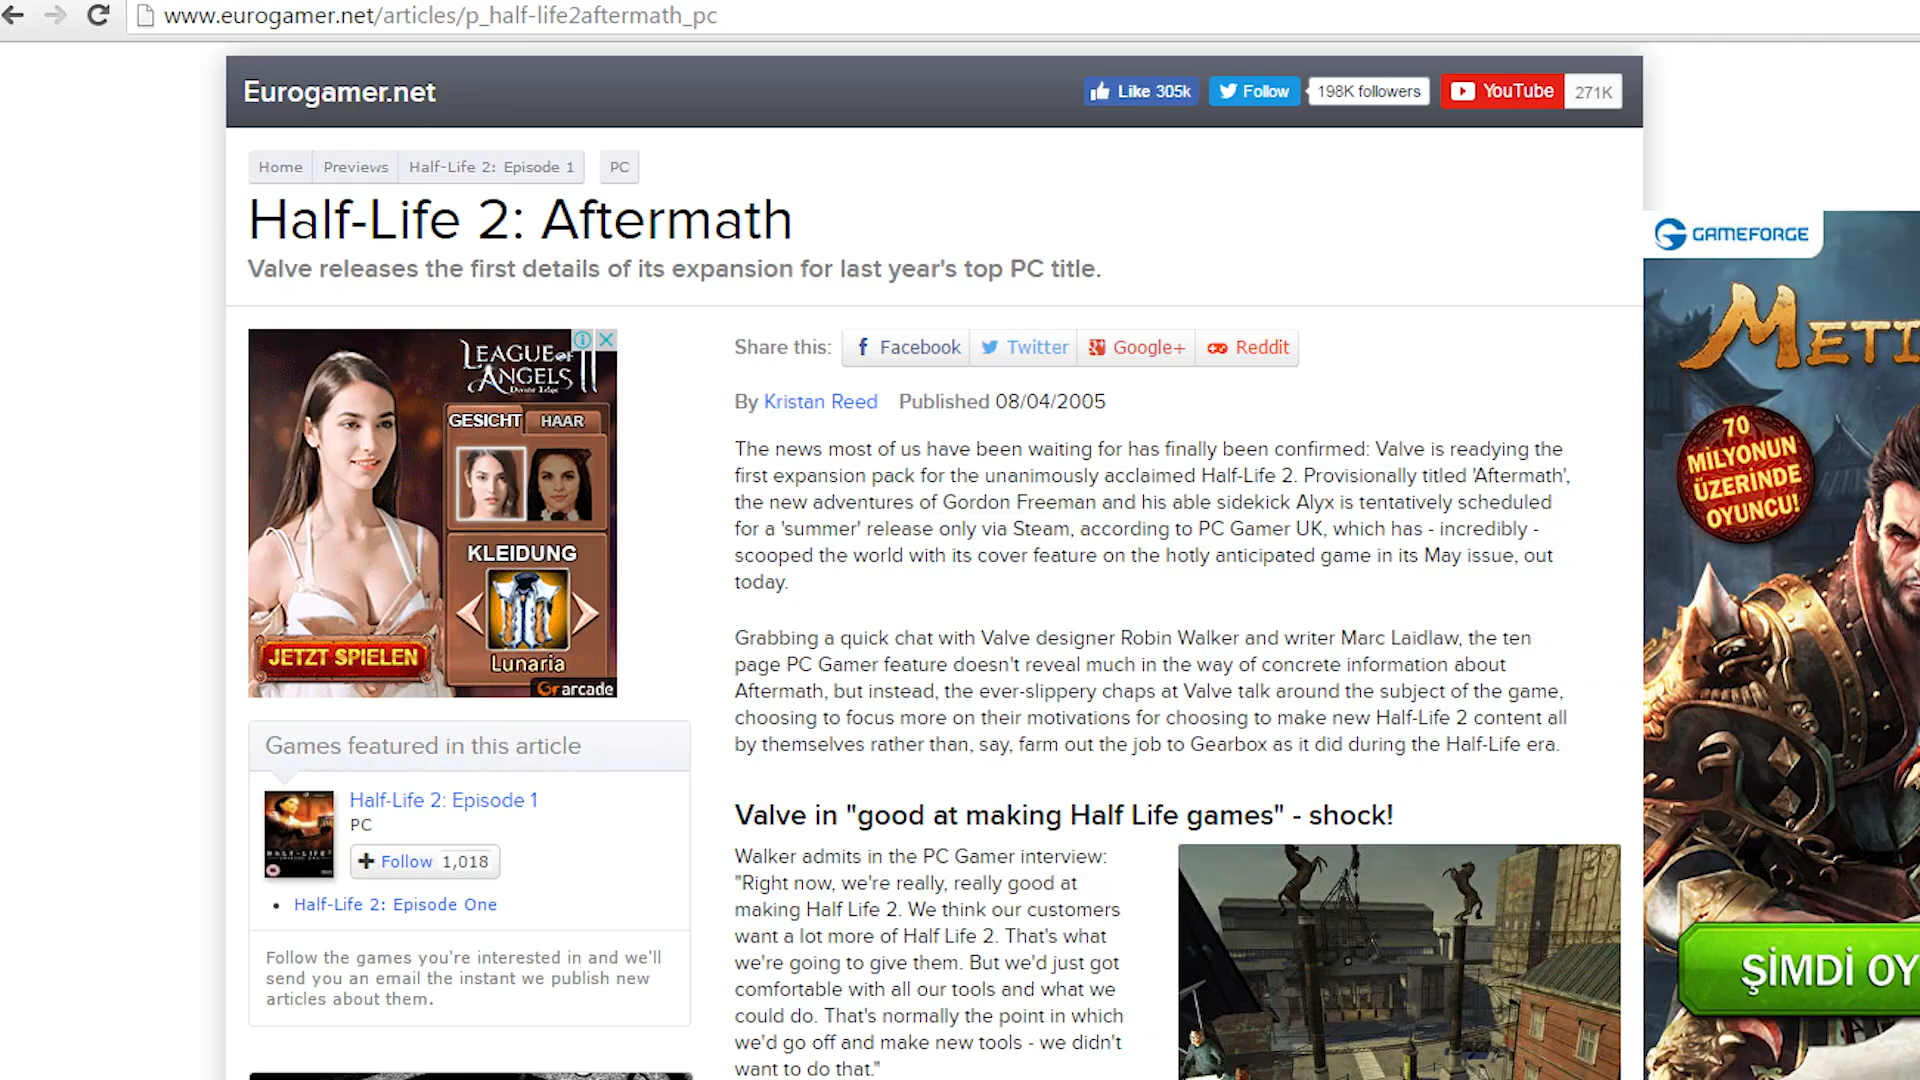 www.eurogamer.net/articles/p_half-life2aftermath_pc
Eurogamer.net
Like 305k
Follow
198K followers
YouTube
271K
Home
Previews
Half-Life 2: Episode 1
PC
Half-Life 2: Aftermath
Valve releases the first details of its expansion for last year's top PC title.
GAMEFORGE
METI
70
MILYONUN
ÜZERİNDE
OYUNCU!
ŞİMDİ OY
LEAGUE OF
ANGELS II
GESICHT
HAAR
KLEIDUNG
Lunaria
JETZT SPIELEN
arcade
Share this:
Facebook
Twitter
Google+
Reddit
By Kristan Reed Published 08/04/2005
The news most of us have been waiting for has finally been confirmed: Valve is readying the
first expansion pack for the unanimously acclaimed Half-Life 2. Provisionally titled 'Aftermath',
the new adventures of Gordon Freeman and his able sidekick Alyx is tentatively scheduled
for a 'summer' release only via Steam, according to PC Gamer UK, which has - incredibly -
scooped the world with its cover feature on the hotly anticipated game in its May issue, out
today.
Grabbing a quick chat with Valve designer Robin Walker and writer Marc Laidlaw, the ten
page PC Gamer feature doesn't reveal much in the way of concrete information about
Aftermath, but instead, the ever-slippery chaps at Valve talk around the subject of the game,
choosing to focus more on their motivations for choosing to make new Half-Life 2 content all
by themselves rather than, say, farm out the job to Gearbox as it did during the Half-Life era.
Games featured in this article
Half-Life 2: Episode 1
PC
Follow 1,018
Half-Life 2: Episode One
Follow the games you're interested in and we'll
send you an email the instant we publish new
articles about them.
Valve in "good at making Half Life games" - shock!
Walker admits in the PC Gamer interview:
"Right now, we're really, really good at
making Half Life 2. We think our customers
want a lot more of Half Life 2. That's what
we're going to give them. But we'd just got
comfortable with all our tools and what we
could do. That's normally the point in which
we'd go off and make new tools - we didn't
want to do that."